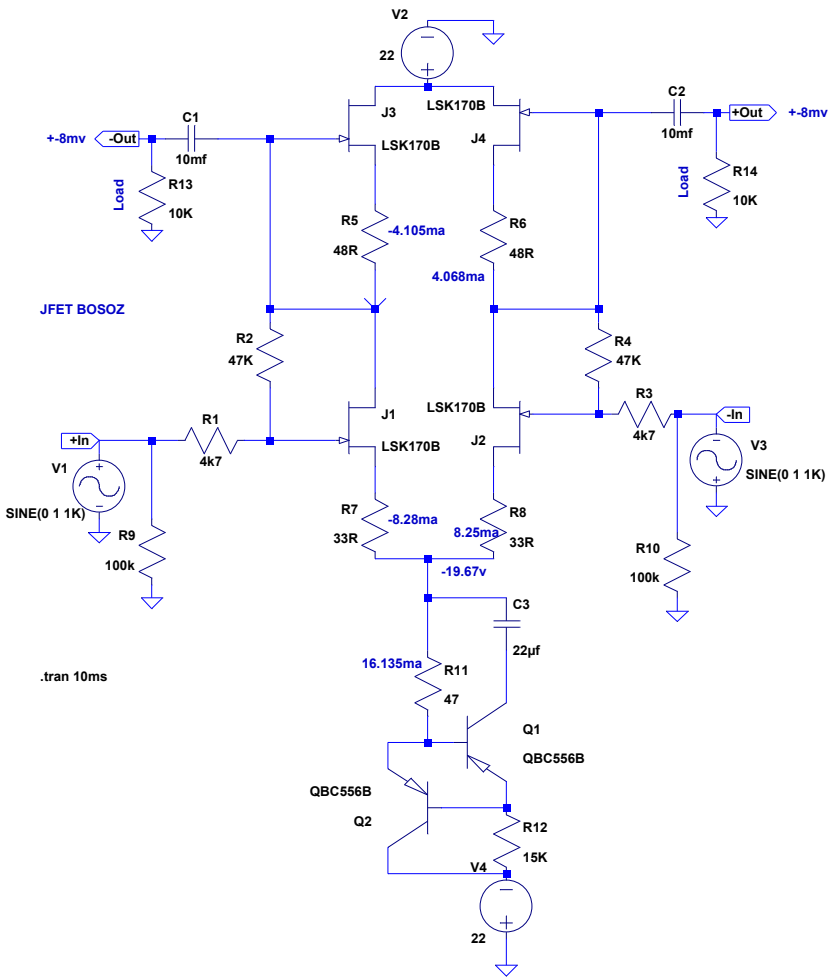 V2
22
C1
10mf
+-8mv
-Out
J3
LSK170B
LSK170B
J4
C2
10mf
+Out
+-8mv
Load
R13
10K
Load
R14
10K
R5
-4.105ma
48R
R6
48R
4.068ma
JFET BOSOZ
R2
47K
R4
47K
+In
R1
4k7
J1
LSK170B
LSK170B
J2
R3
4k7
-In
V1
SINE(0 1 1K)
V3
SINE(0 1 1K)
R9
100k
R7
-8.28ma
33R
R8
8.25ma
33R
R10
100k
-19.67v
C3
22µf
.tran 10ms
16.135ma
R11
47
Q1
QBC556B
QBC556B
Q2
R12
15K
V4
22